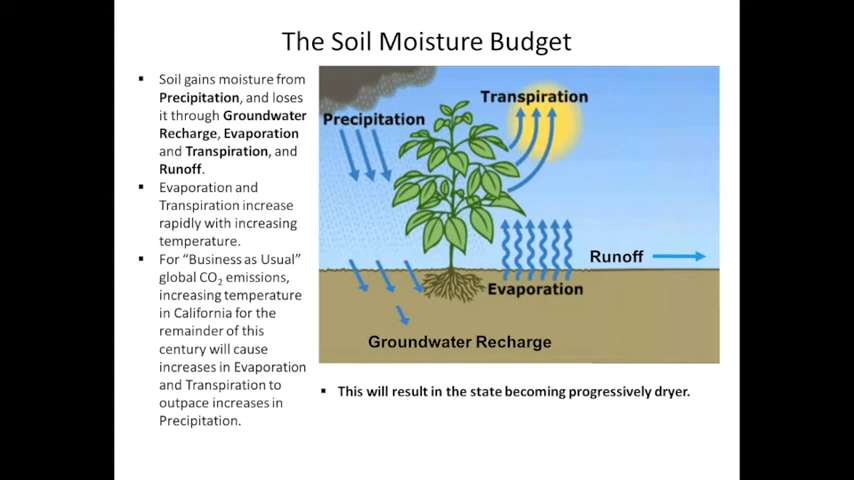 The Soil Moisture Budget
▪ Soil gains moisture from
Precipitation, and loses
it through Groundwater
Recharge, Evaporation
and Transpiration, and
Runoff.
▪ Evaporation and
Transpiration increase
rapidly with increasing
temperature.
▪ For “Business as Usual”
global CO₂ emissions,
increasing temperature
in California for the
remainder of this
century will cause
increases in Evaporation
and Transpiration to
outpace increases in
Precipitation.
Transpiration
Precipitation
Runoff
Evaporation
Groundwater Recharge
▪ This will result in the state becoming progressively dryer.